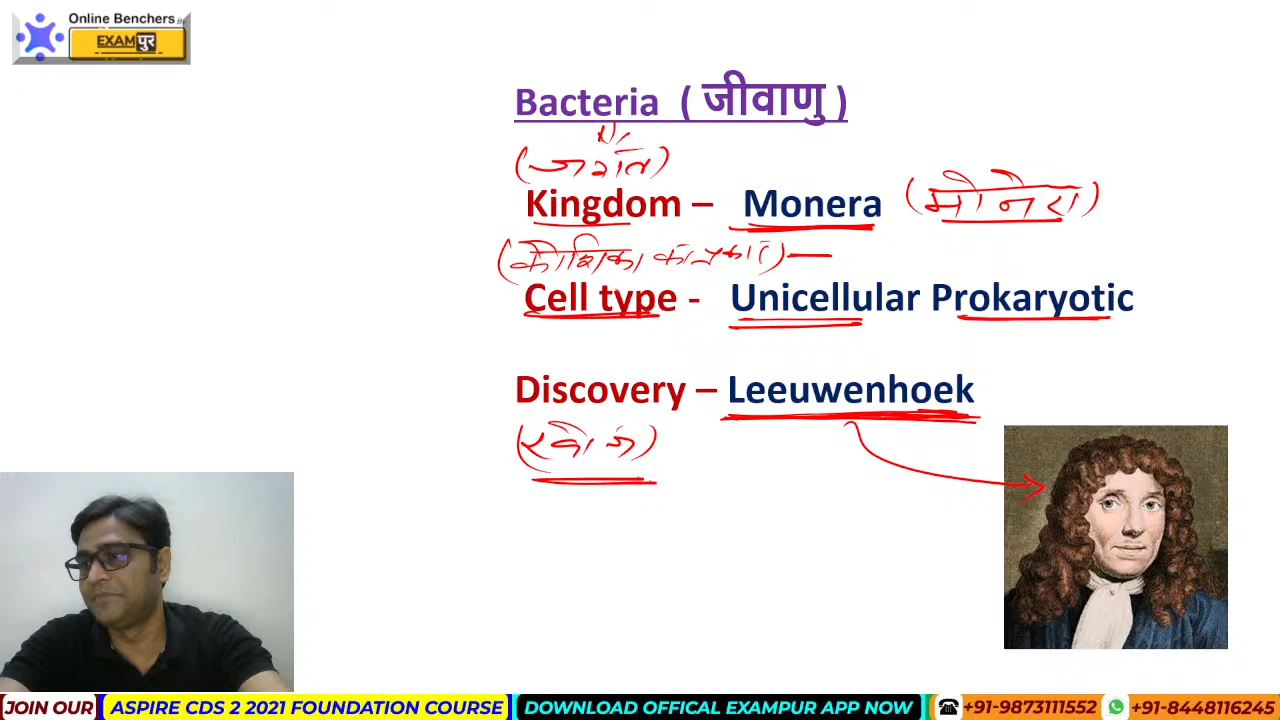 Online Benchers By
EXAMपुर
Bacteria ( जीवाणु )
Kingdom – Monera (मोनेरा)
(कोशिका का प्रकार) –
Cell type - Unicellular Prokaryotic
Discovery – Leeuwenhoek
(खोज)
JOIN OUR ASPIRE CDS 2 2021 FOUNDATION COURSE DOWNLOAD OFFICAL EXAMPUR APP NOW +91-9873111552 +91-8448116245